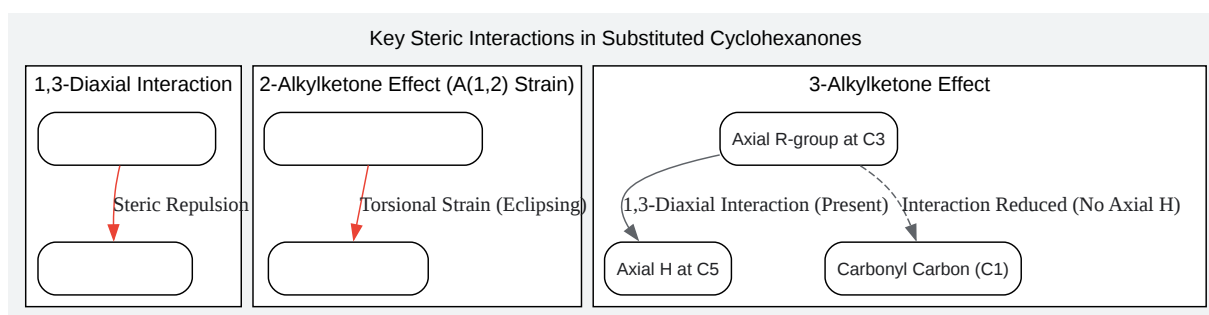 Key Steric Interactions in Substituted Cyclohexanones
1,3-Diaxial Interaction
Steric Repulsion
2-Alkylketone Effect (A(1,2) Strain)
Torsional Strain (Eclipsing)
3-Alkylketone Effect
Axial R-group at C3
1,3-Diaxial Interaction (Present)
Interaction Reduced (No Axial H)
Axial H at C5
Carbonyl Carbon (C1)